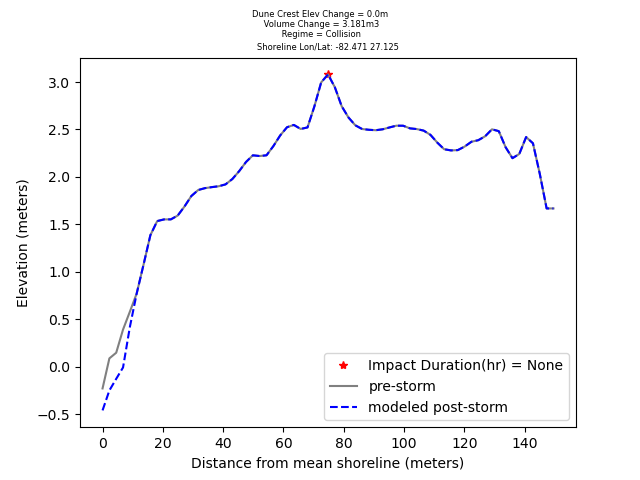 Dune Crest Elev Change = 0.0m
Volume Change = 3.181m3
Regime = Collision
Shoreline Lon/Lat: -82.471 27.125
3.0
2.5
2.0
1.5
1.0
0.5
0.0
−0.5
Elevation (meters)
Impact Duration(hr) = None
pre-storm
modeled post-storm
0 20 40 60 80 100 120 140
Distance from mean shoreline (meters)